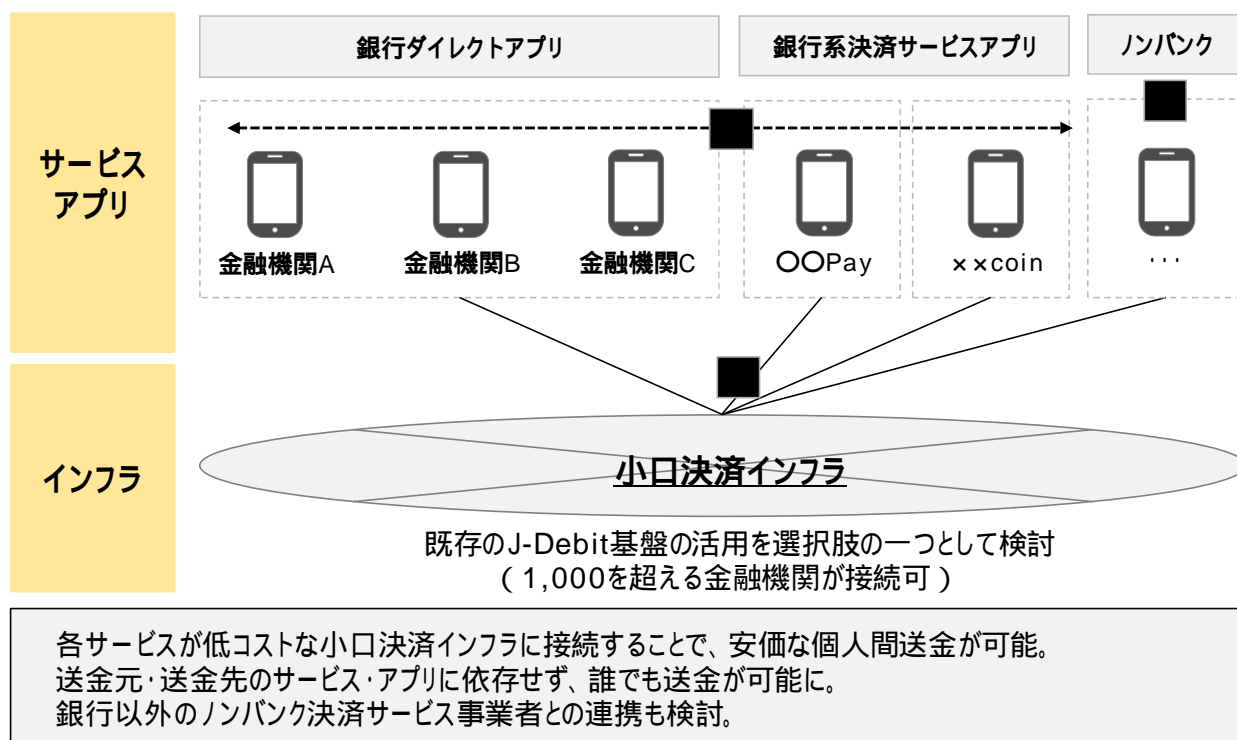 銀行ダイレクトアプリ
銀行系決済サービスアプリ
ノンバンク
サービス
アプリ
金融機関A
金融機関B
金融機関C
〇〇Pay
××coin
・・・
インフラ
小口決済インフラ
既存のJ-Debit基盤の活用を選択肢の一つとして検討
(1,000を超える金融機関が接続可)
各サービスが低コストな小口決済インフラに接続することで、安価な個人間送金が可能。
送金元・送金先のサービス・アプリに依存せず、誰でも送金が可能に。
銀行以外のノンバンク決済サービス事業者との連携も検討。